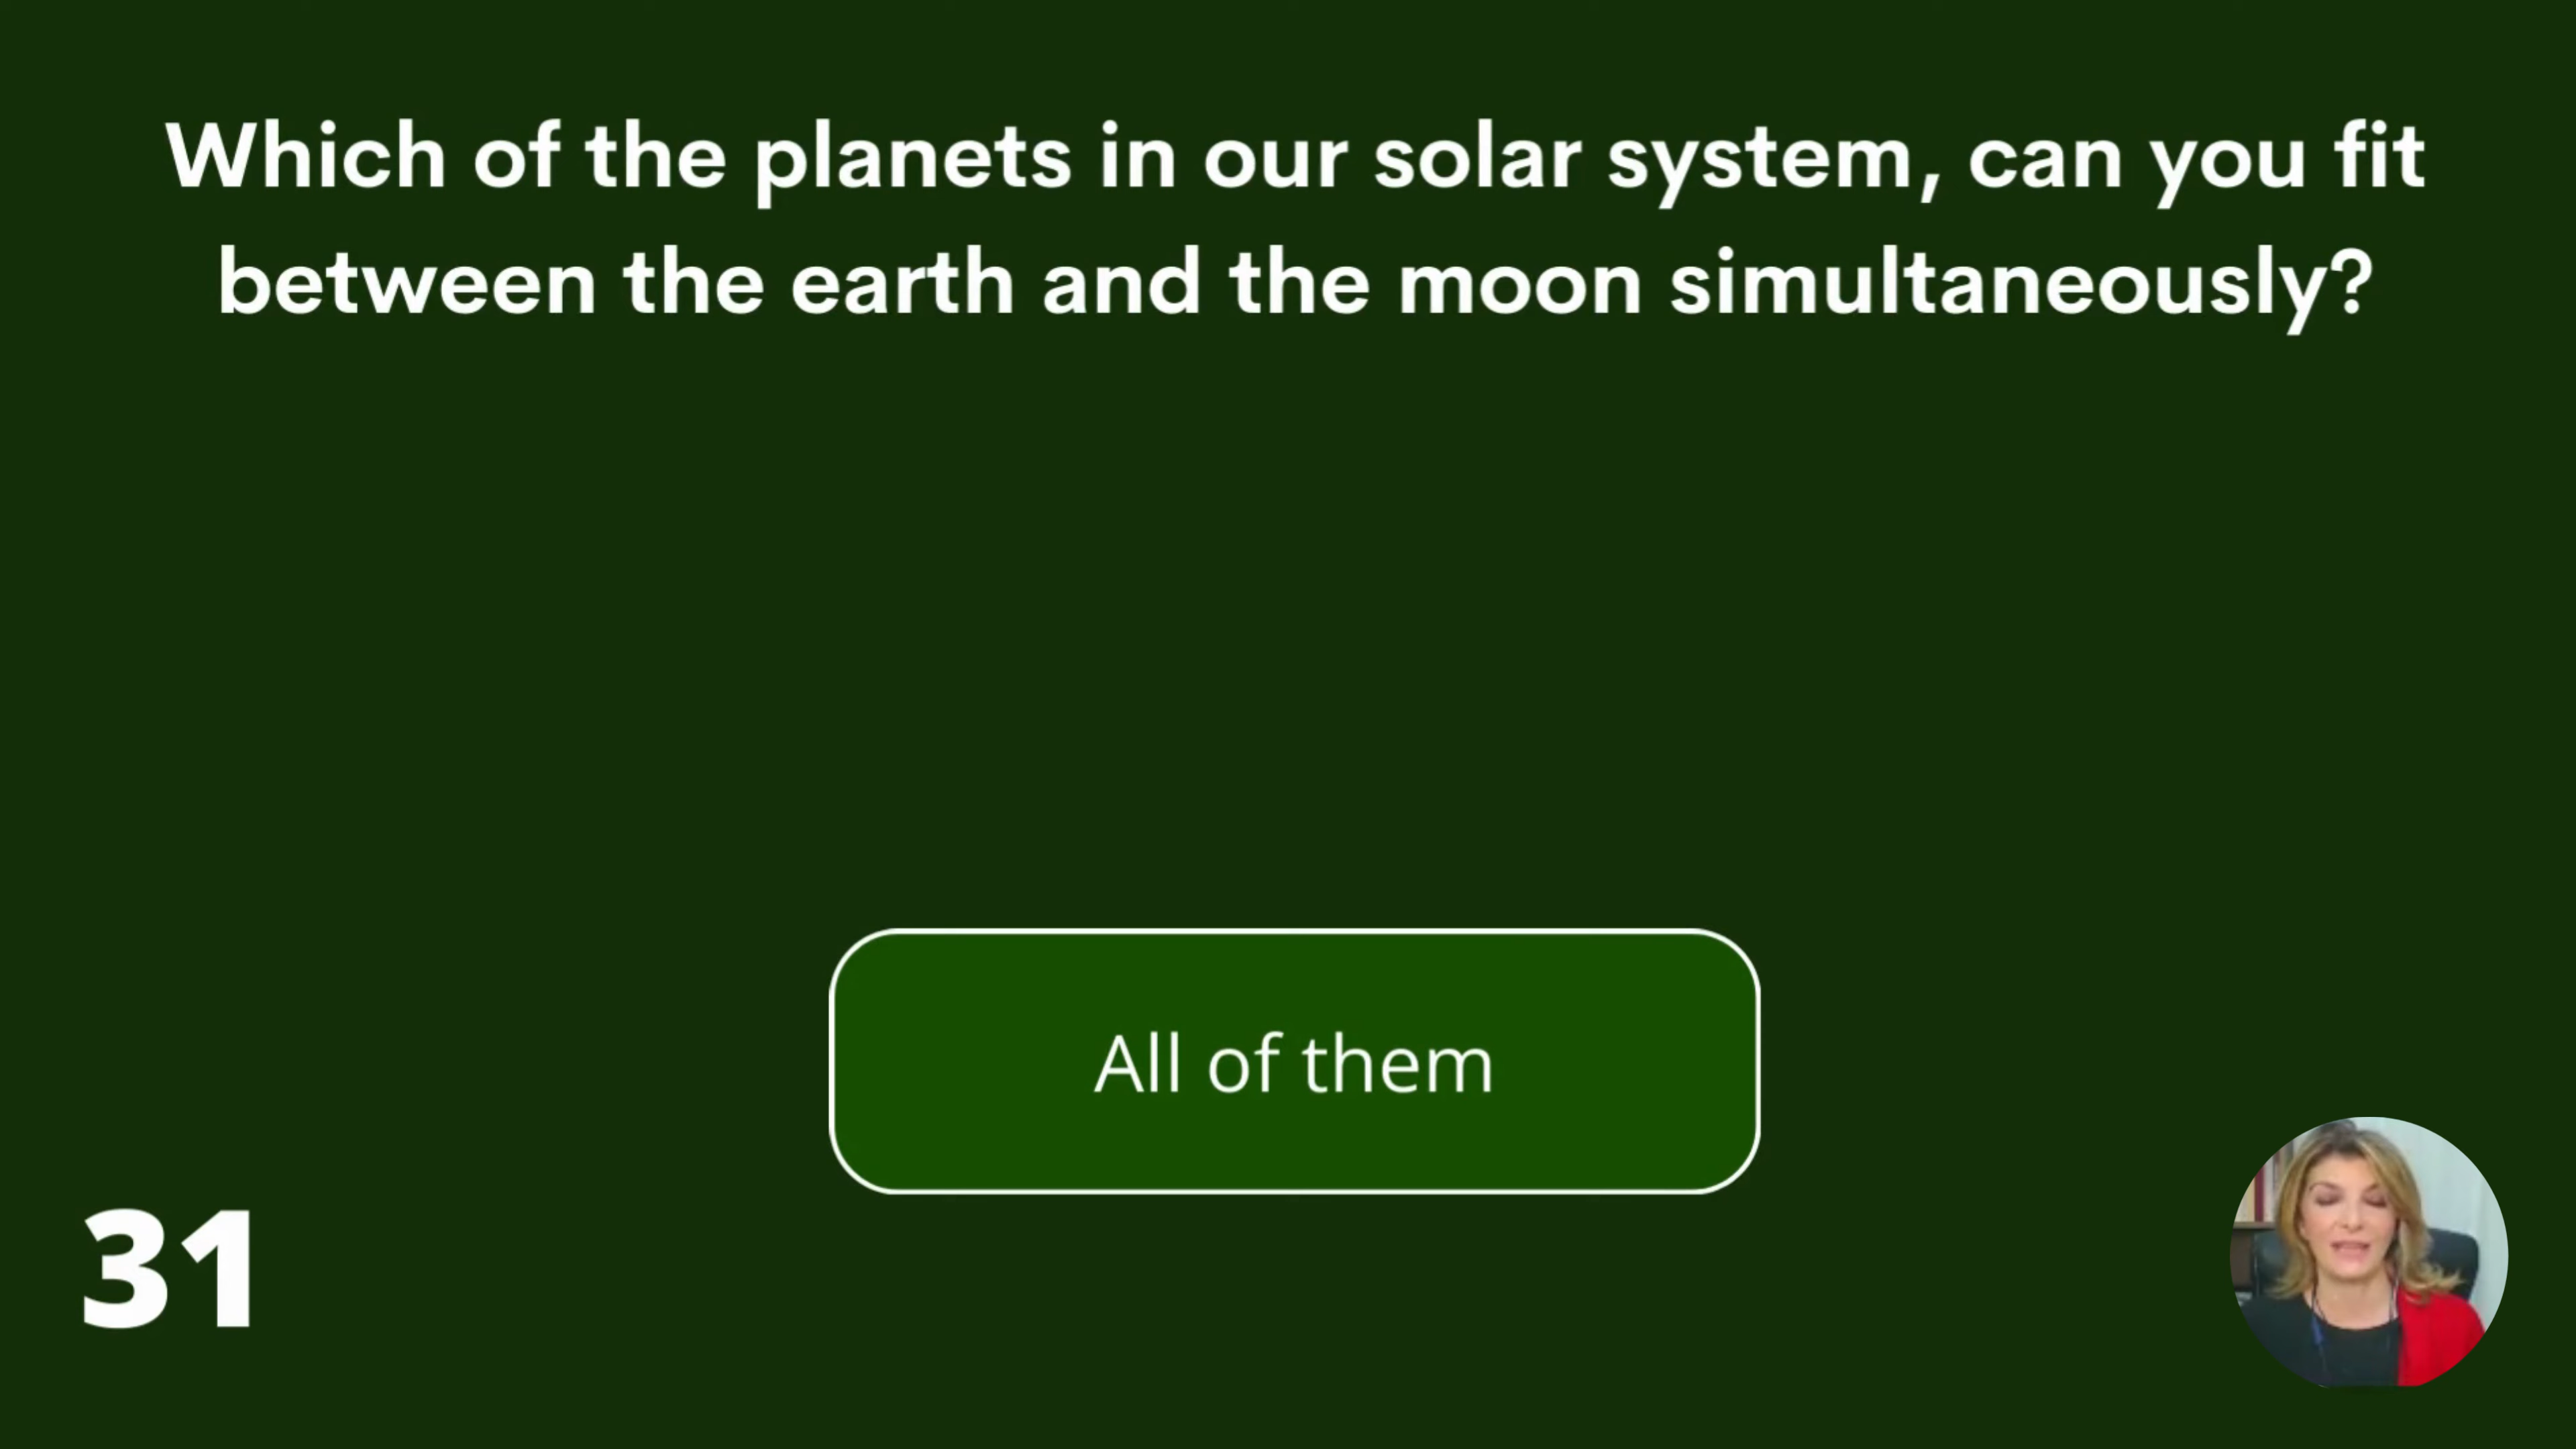 Which of the planets in our solar system, can you fit
between the earth and the moon simultaneously?
All of them
31